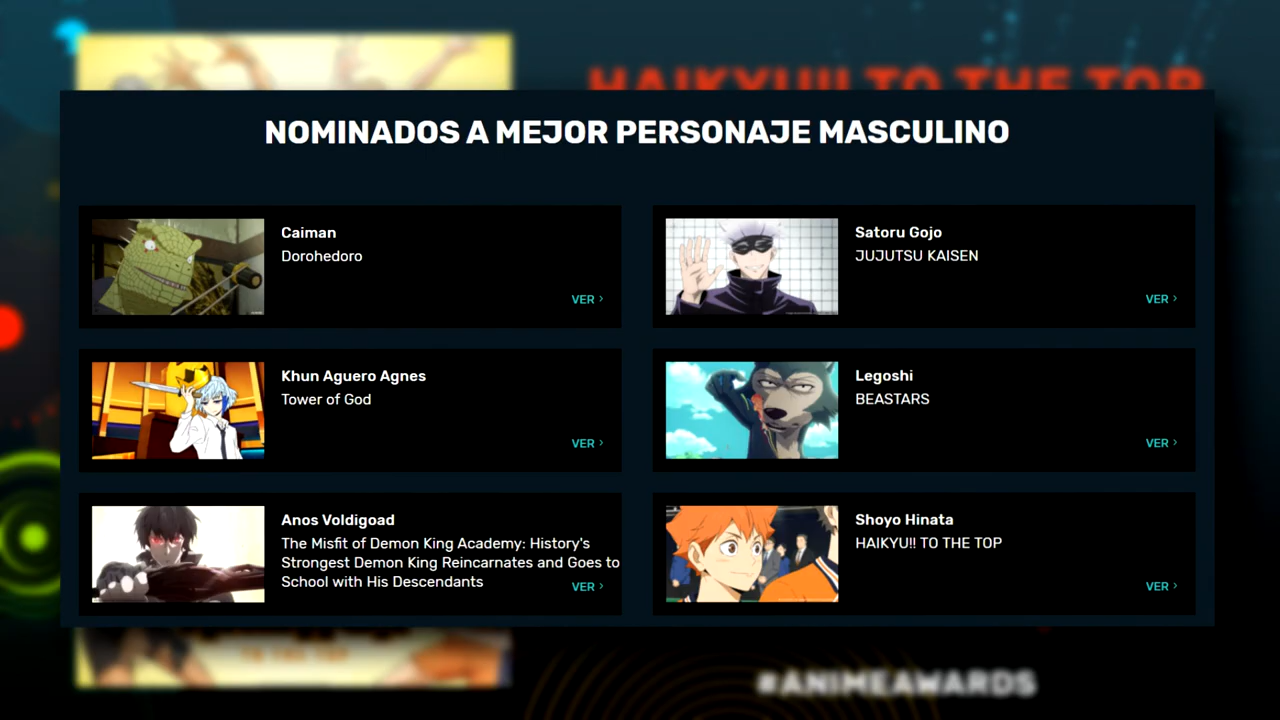 HAIKYU!! TO THE TOP
NOMINADOS A MEJOR PERSONAJE MASCULINO
Caiman
Dorohedoro
VER
Satoru Gojo
JUJUTSU KAISEN
VER
Khun Aguero Agnes
Tower of God
VER
Legoshi
BEASTARS
VER
Anos Voldigoad
The Misfit of Demon King Academy: History's
Strongest Demon King Reincarnates and Goes to
School with His Descendants
VER
Shoyo Hinata
HAIKYU!! TO THE TOP
VER
#ANIMEAWARDS